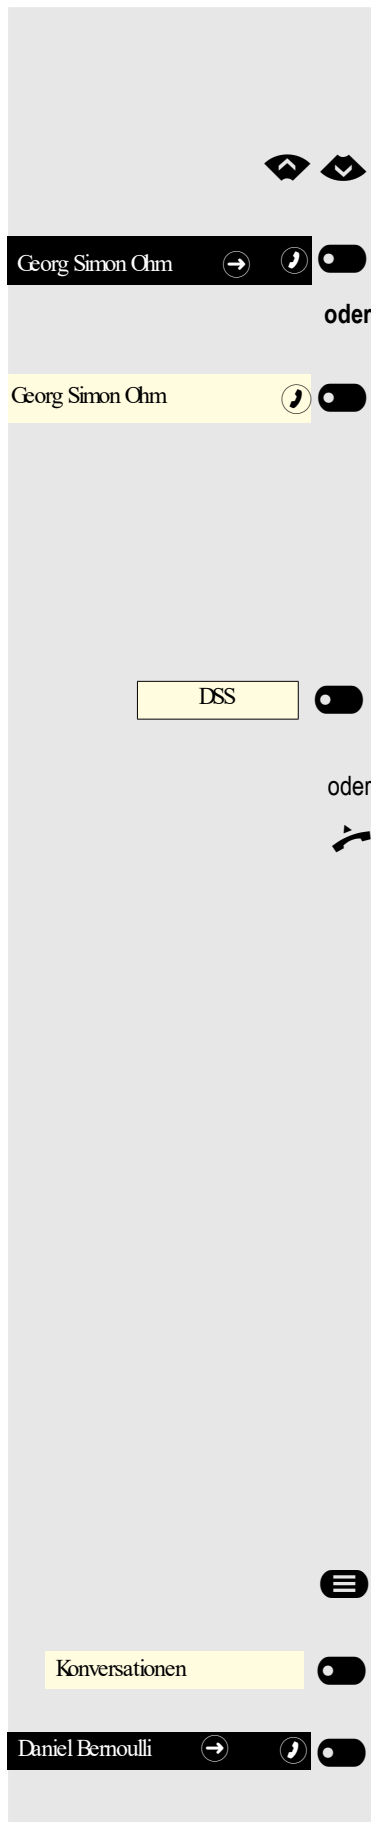 Georg Simon Ohm
oder
Georg Simon Ohm
DSS
oder
Konversationen
Daniel Bernoulli